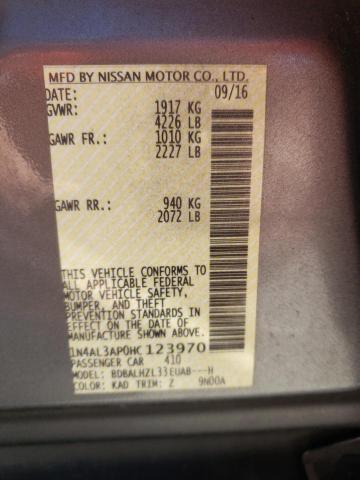 MFD BY NISSAN MOTOR CO., LTD.
DATE: 09/16
GVWR: 1917 KG
4226 LB
GAWR FR.: 1010 KG
2227 LB
GAWR RR.: 940 KG
2072 LB
THIS VEHICLE CONFORMS TO
ALL APPLICABLE FEDERAL
MOTOR VEHICLE SAFETY,
BUMPER, AND THEFT
PREVENTION STANDARDS IN
EFFECT ON THE DATE OF
MANUFACTURE SHOWN ABOVE.
1N4AL3AP0HC 123970
PASSENGER CAR 410
MODEL: BDBALHZL33EUAB---H
COLOR: KAD TRIM: Z 9N00A